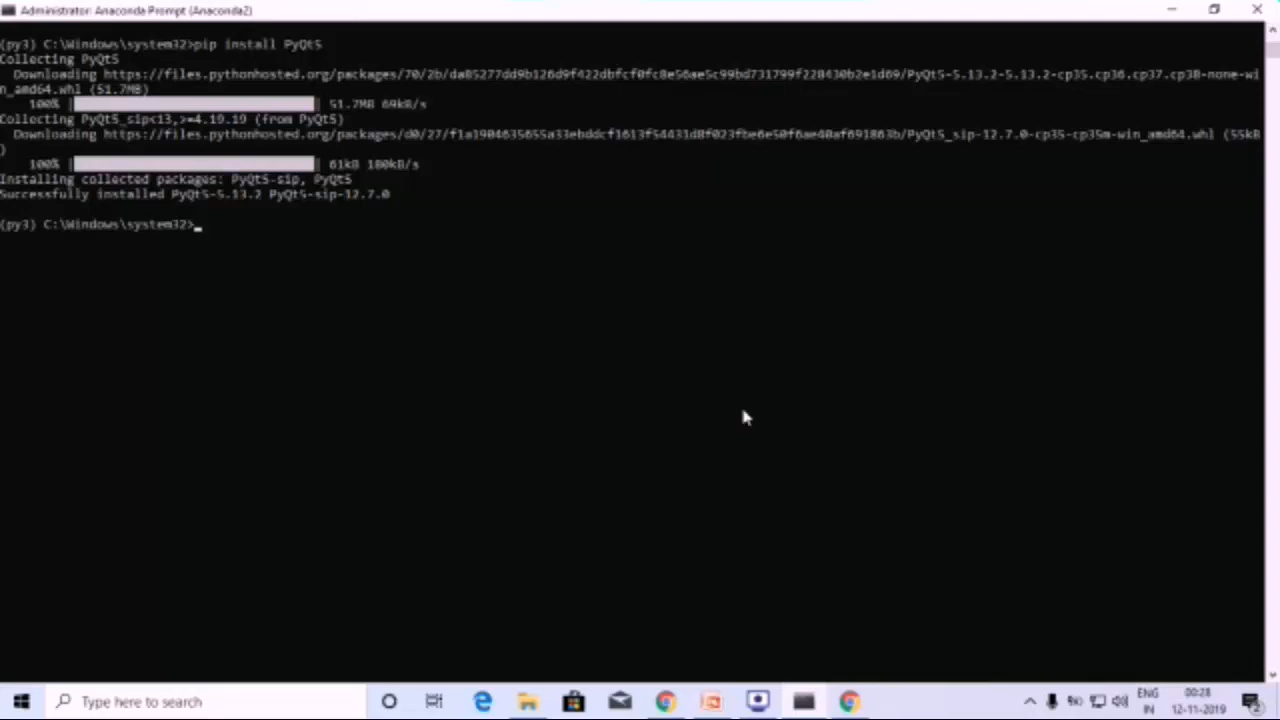 Administrator: Anaconda Prompt (Anaconda2)
(py3) C:\Windows\system32>pip install PyQt5
Collecting PyQt5
Downloading https://files.pythonhosted.org/packages/70/2b/da85277dd9b126d9f422dbfcf0fc8e56ae5c99bd731799f228430b2e1d69/PyQt5-5.13.2-5.13.2-cp35.cp36.cp37.cp38-none-wi
n_amd64.whl (51.7MB)
100% || 51.7MB 69kB/s
Collecting PyQt5_sip<13,>=4.19.19 (from PyQt5)
Downloading https://files.pythonhosted.org/packages/d0/27/f1a1904635655a33ebddcf1613f54431d8f023fbe6e50f6ae40af691863b/PyQt5_sip-12.7.0-cp35-cp35m-win_amd64.whl (55kB
)
100% || 61kB 180kB/s
Installing collected packages: PyQt5-sip, PyQt5
Successfully installed PyQt5-5.13.2 PyQt5-sip-12.7.0
(py3) C:\Windows\system32>
Type here to search
ENG
IN
00:28
12-11-2019
2